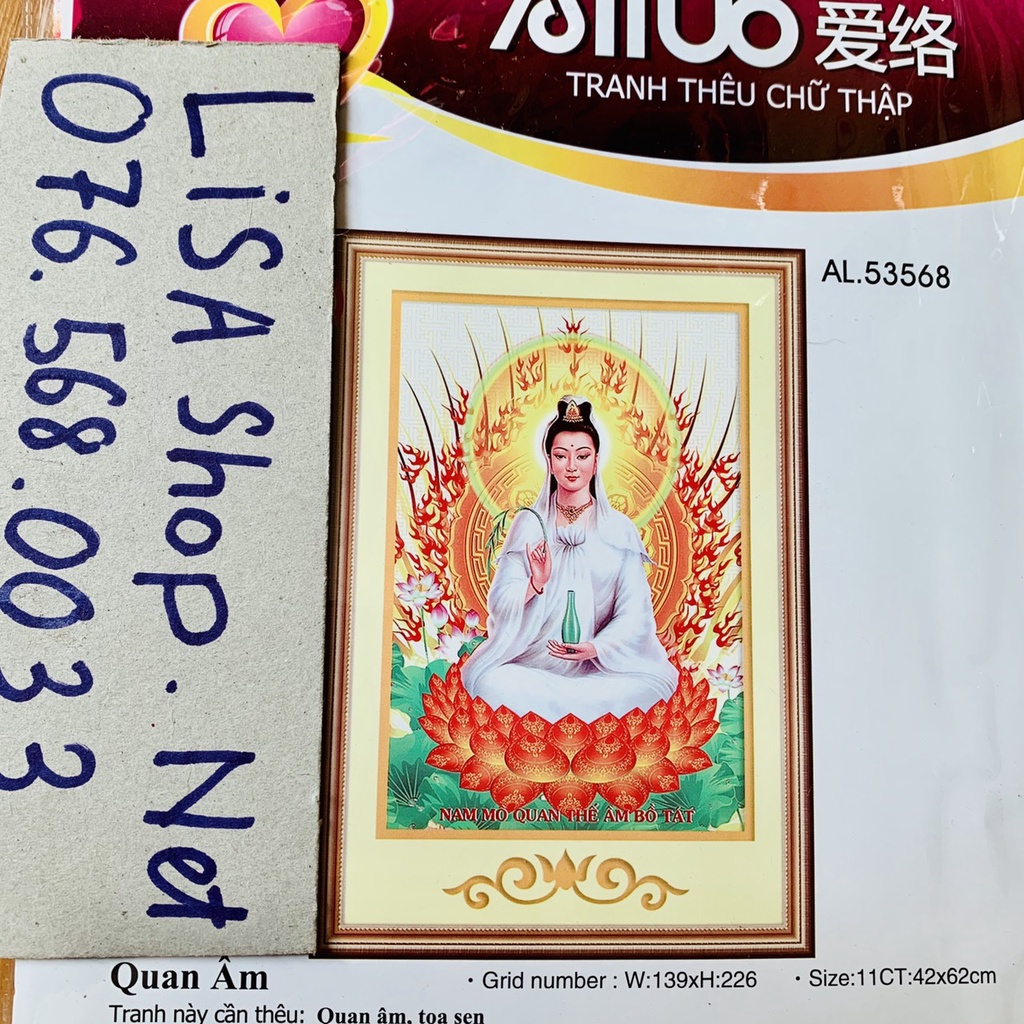 爱络
TRANH THÊU CHỮ THẬP
LiSA Shop. Net
076.568.0033
AL.53568
NAM MÔ QUAN THẾ ÂM BỒ TÁT
Quan Âm
· Grid number : W:139xH:226
· Size:11CT:42x62cm
Tranh này cần thêu: Quan âm, tọa sen